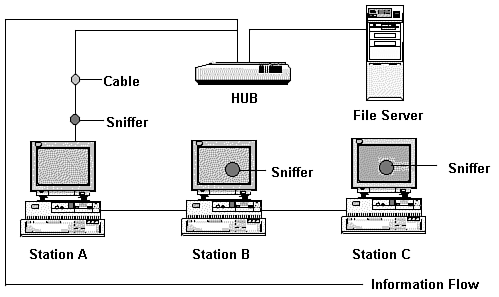 Cable
HUB
File Server
Sniffer
Sniffer
Sniffer
Station A
Station B
Station C
Information Flow